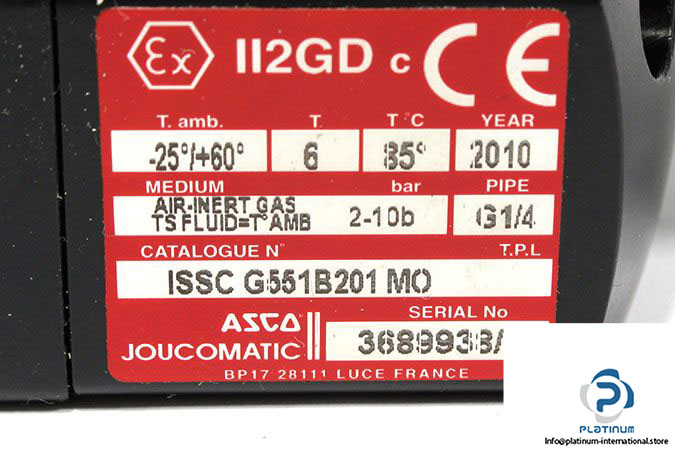 Ex II2GD c CE
T. amb. T T °C YEAR
-25°/+60° 6 85° 2010
MEDIUM bar PIPE
AIR-INERT GAS
TS FLUID=T°AMB 2-10b G1/4
CATALOGUE N° T.P.L
ISSC G551B201 MO
ASCO SERIAL No
JOUCOMATIC 3689938/
BP17 28111 LUCE FRANCE
PLATINUM
Info@platinum-international.store